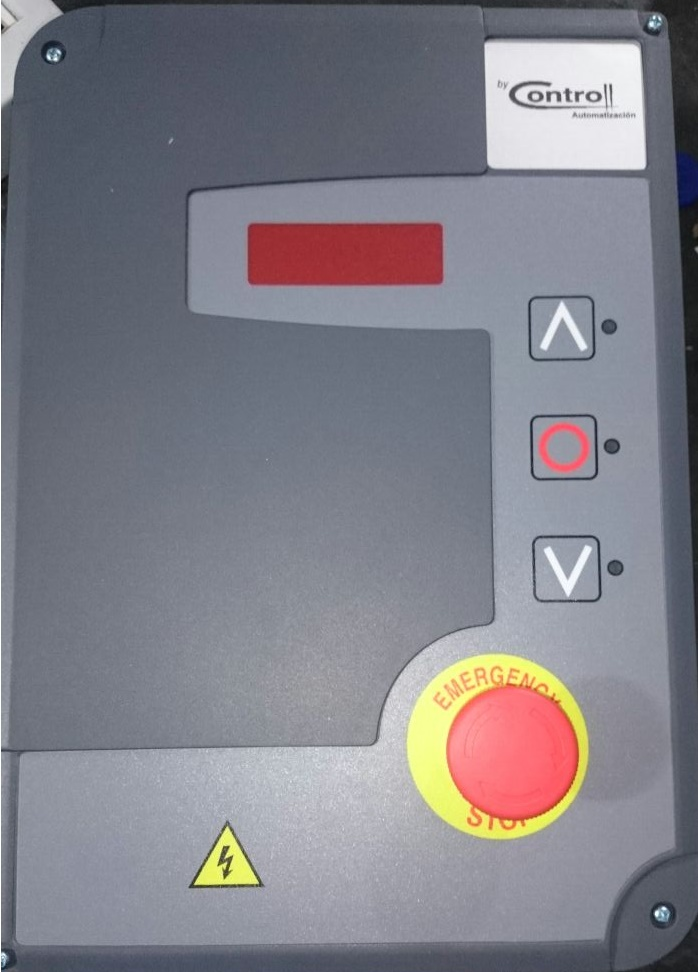 by Controll
Automatización
EMERGENCY
STOP